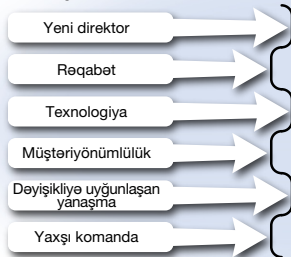 Yeni direktor
Rəqabət
Texnologiya
Müştəriyönümlülük
Dəyişikliyə uyğunlaşan
yanaşma
Yaxşı komanda